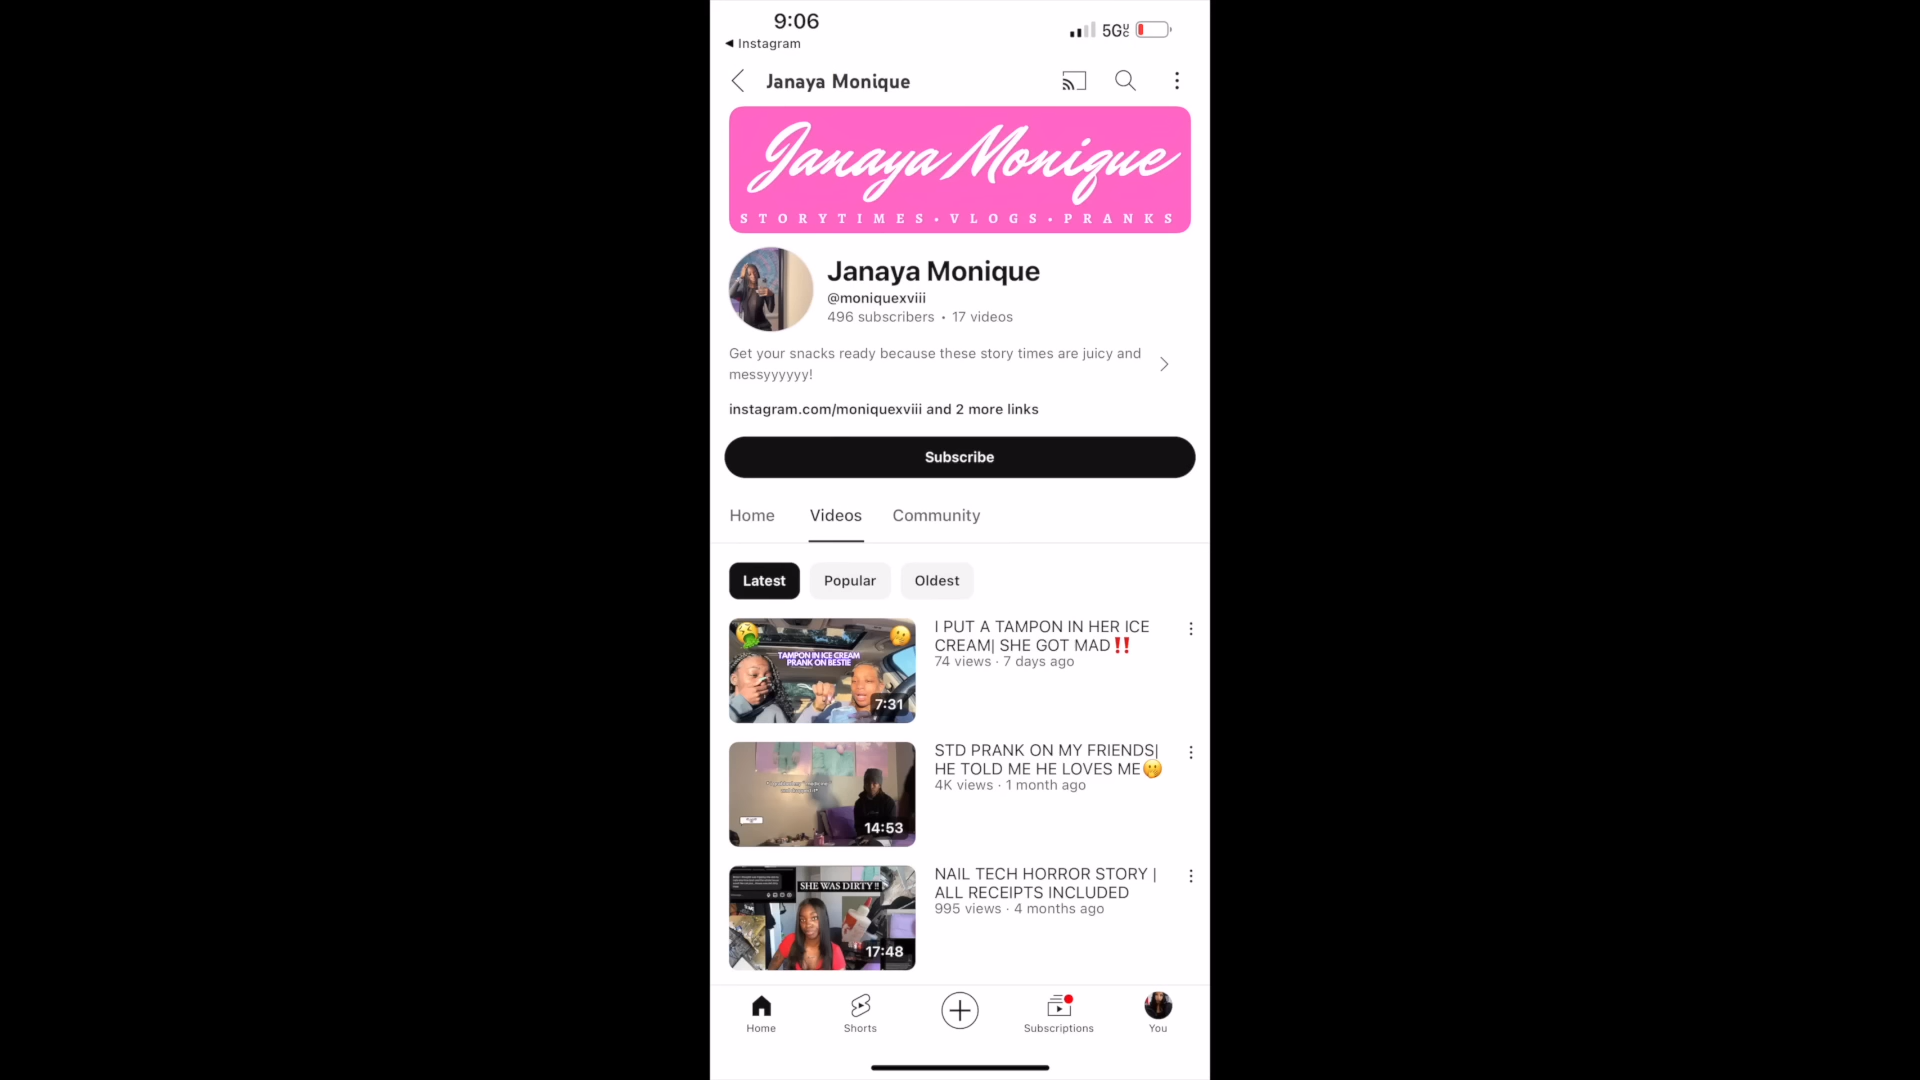 9:06
5GUC
◀ Instagram
Janaya Monique
Janaya Monique
STORYTIMES•VLOGS•PRANKS
Janaya Monique
@moniquexviii
496 subscribers • 17 videos
Get your snacks ready because these story times are juicy and
messyyyyyy!
instagram.com/moniquexviii and 2 more links
Subscribe
Home
Videos
Community
Latest
Popular
Oldest
TAMPON IN ICE CREAM
PRANK ON BESTIE
7:31
I PUT A TAMPON IN HER ICE
CREAM| SHE GOT MAD‼️
74 views · 7 days ago
14:53
STD PRANK ON MY FRIENDS|
HE TOLD ME HE LOVES ME🤭
4K views · 1 month ago
SHE WAS DIRTY !!
17:48
NAIL TECH HORROR STORY |
ALL RECEIPTS INCLUDED
995 views · 4 months ago
Home
Shorts
Subscriptions
You